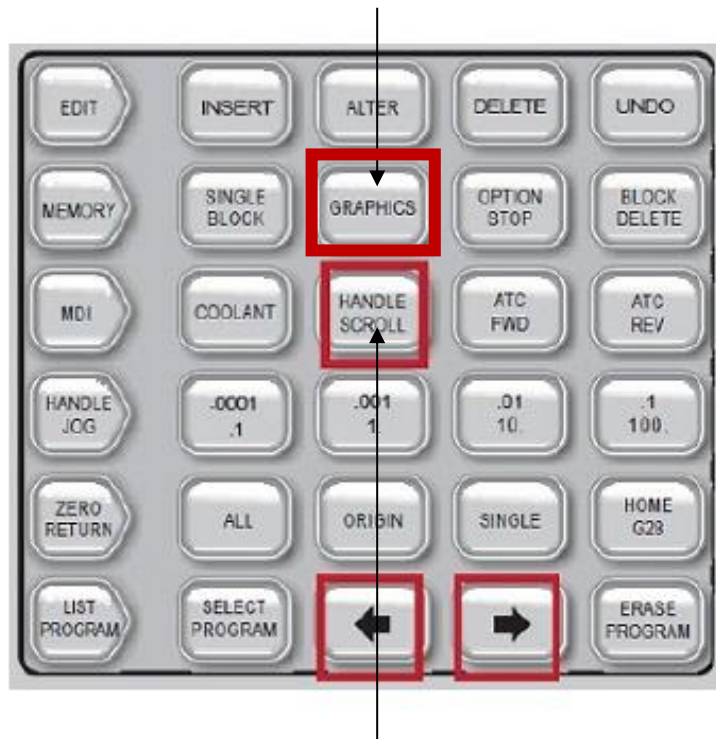 EDIT
INSERT
ALTER
DELETE
UNDO
MEMORY
SINGLE
BLOCK
GRAPHICS
OPTION
STOP
BLOCK
DELETE
MDI
COOLANT
HANDLE
SCROLL
ATC
FWD
ATC
REV
HANDLE
JOG
.0001
.1
.001
1.
.01
10.
.1
100.
ZERO
RETURN
ALL
ORIGIN
SINGLE
HOME
G28
LIST
PROGRAM
SELECT
PROGRAM
ERASE
PROGRAM